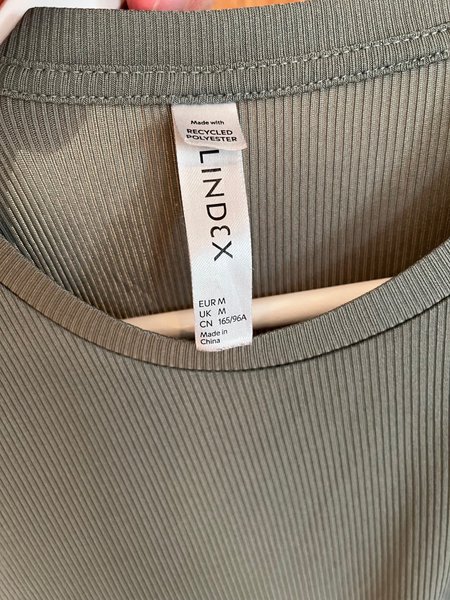 Made with
RECYCLED
POLYESTER
LINDEX
EUR M
UK M
CN 165/96A
Made in
China